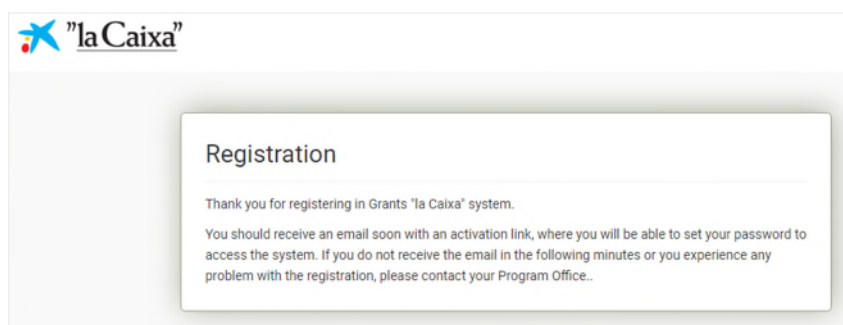 "la Caixa"
Registration
Thank you for registering in Grants "la Caixa" system.
You should receive an email soon with an activation link, where you will be able to set your password to
access the system. If you do not receive the email in the following minutes or you experience any
problem with the registration, please contact your Program Office..